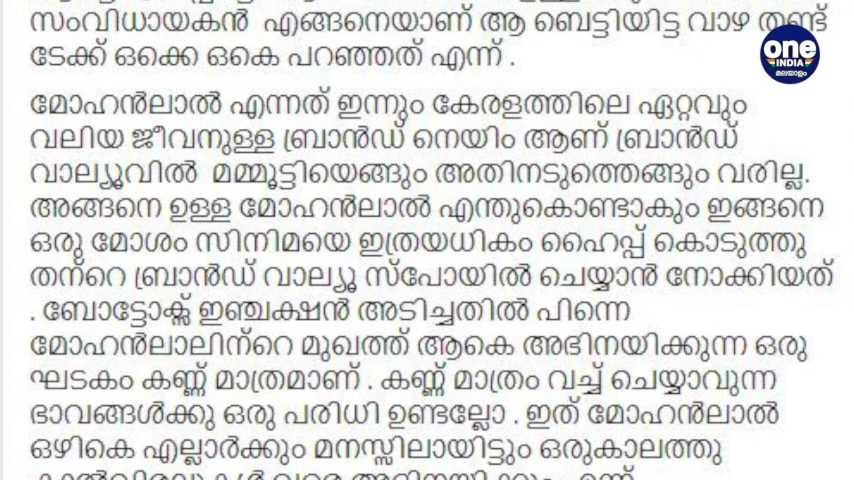 സംവിധായകൻ എങ്ങനെയാണ് ആ ബെട്ടിയിട്ട വാഴ തണ്ട്
ടേക്ക് ഒക്കെ ഒകെ പറഞ്ഞത് എന്ന് .
one
INDIA
മലയാളം
മോഹൻലാൽ എന്നത് ഇന്നും കേരളത്തിലെ ഏറ്റവും
വലിയ ജീവനുള്ള ബ്രാൻഡ് നെയിം ആണ് ബ്രാൻഡ്
വാല്യൂവിൽ മമ്മൂട്ടിയെങ്ങും അതിനടുത്തെങ്ങും വരില്ല.
അങ്ങനെ ഉള്ള മോഹൻലാൽ എന്തുകൊണ്ടാകും ഇങ്ങനെ
ഒരു മോശം സിനിമയെ ഇത്രയധികം ഹൈപ്പ് കൊടുത്തു
തന്റെ ബ്രാൻഡ് വാല്യൂ സ്പോയിൽ ചെയ്യാൻ നോക്കിയത്
. ബോട്ടോക്സ് ഇഞ്ചക്ഷൻ അടിച്ചതിൽ പിന്നെ
മോഹൻലാലിന്റെ മുഖത്ത് ആകെ അഭിനയിക്കുന്ന ഒരു
ഘടകം കണ്ണ് മാത്രമാണ് . കണ്ണ് മാത്രം വച്ച് ചെയ്യാവുന്ന
ഭാവങ്ങൾക്കു ഒരു പരിധി ഉണ്ടല്ലോ . ഇത് മോഹൻലാൽ
ഒഴികെ എല്ലാർക്കും മനസ്സിലായിട്ടും ഒരുകാലത്തു